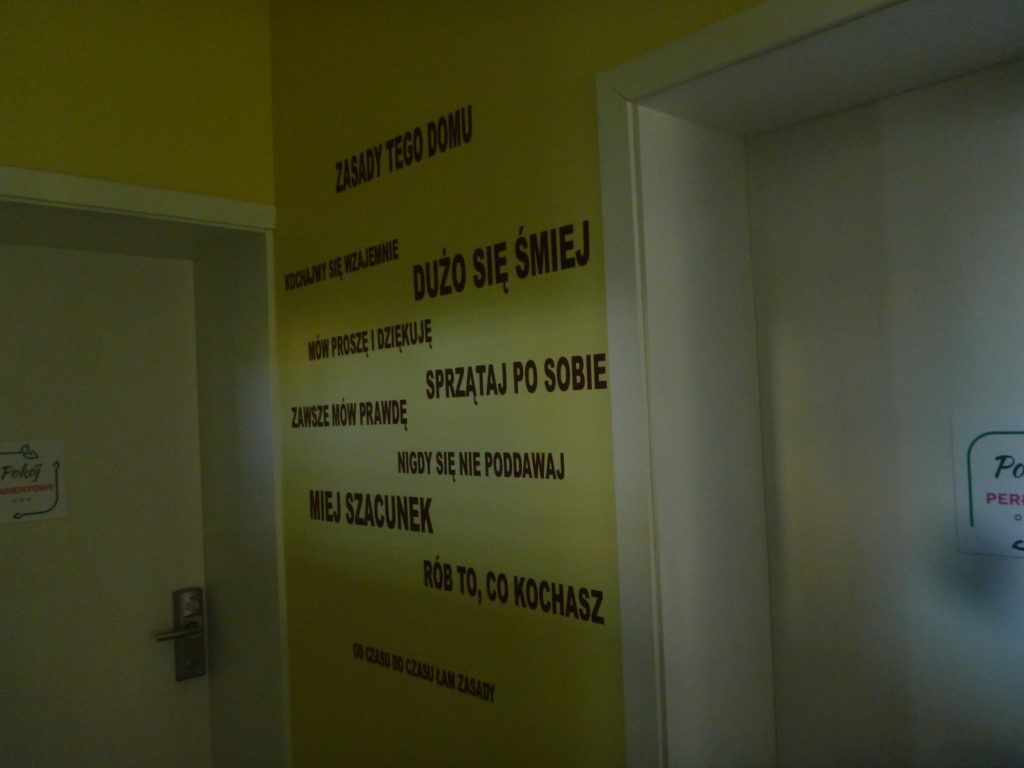 ZASADY TEGO DOMU
KOCHAJMY SIĘ WZAJEMNIE
DUŻO SIĘ ŚMIEJ
MÓW PROSZĘ I DZIĘKUJĘ
SPRZĄTAJ PO SOBIE
ZAWSZE MÓW PRAWDĘ
NIGDY SIĘ NIE PODDAWAJ
MIEJ SZACUNEK
RÓB TO, CO KOCHASZ
OD CZASU DO CZASU ŁAM ZASADY
Pokój